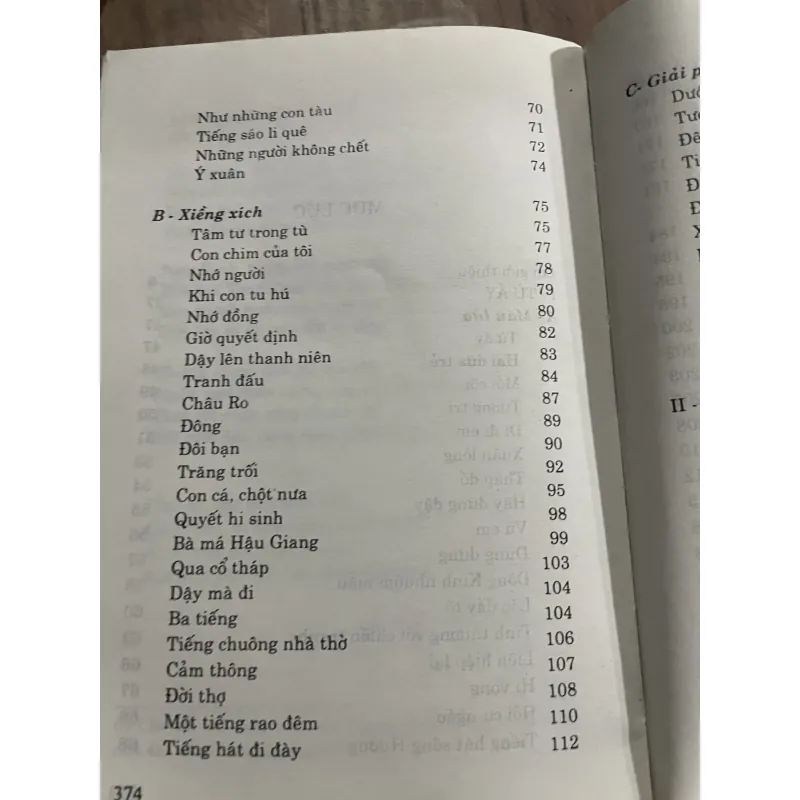 Như những con tàu 70
Tiếng sáo li quê 71
Những người không chết 72
Ý xuân 74
B - Xiềng xích 75
Tâm tư trong tù 75
Con chim của tôi 77
Nhớ người 78
Khi con tu hú 79
Nhớ đồng 80
Giờ quyết định 82
Dậy lên thanh niên 83
Tranh đấu 84
Châu Ro 87
Đông 89
Đôi bạn 90
Trăng trối 92
Con cá, chột nưa 95
Quyết hi sinh 98
Bà má Hậu Giang 99
Qua cổ tháp 103
Dậy mà đi 104
Ba tiếng 104
Tiếng chuông nhà thờ 106
Cảm thông 107
Đời thợ 108
Một tiếng rao đêm 110
Tiếng hát đi đày 112
374
C- Giải
II -